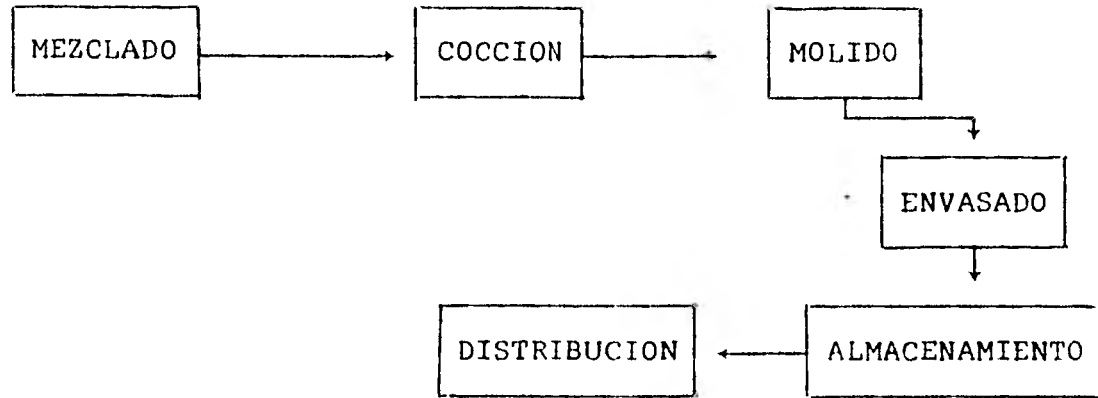 MEZCLADO
COCCION
MOLIDO
ENVASADO
ALMACENAMIENTO
DISTRIBUCION